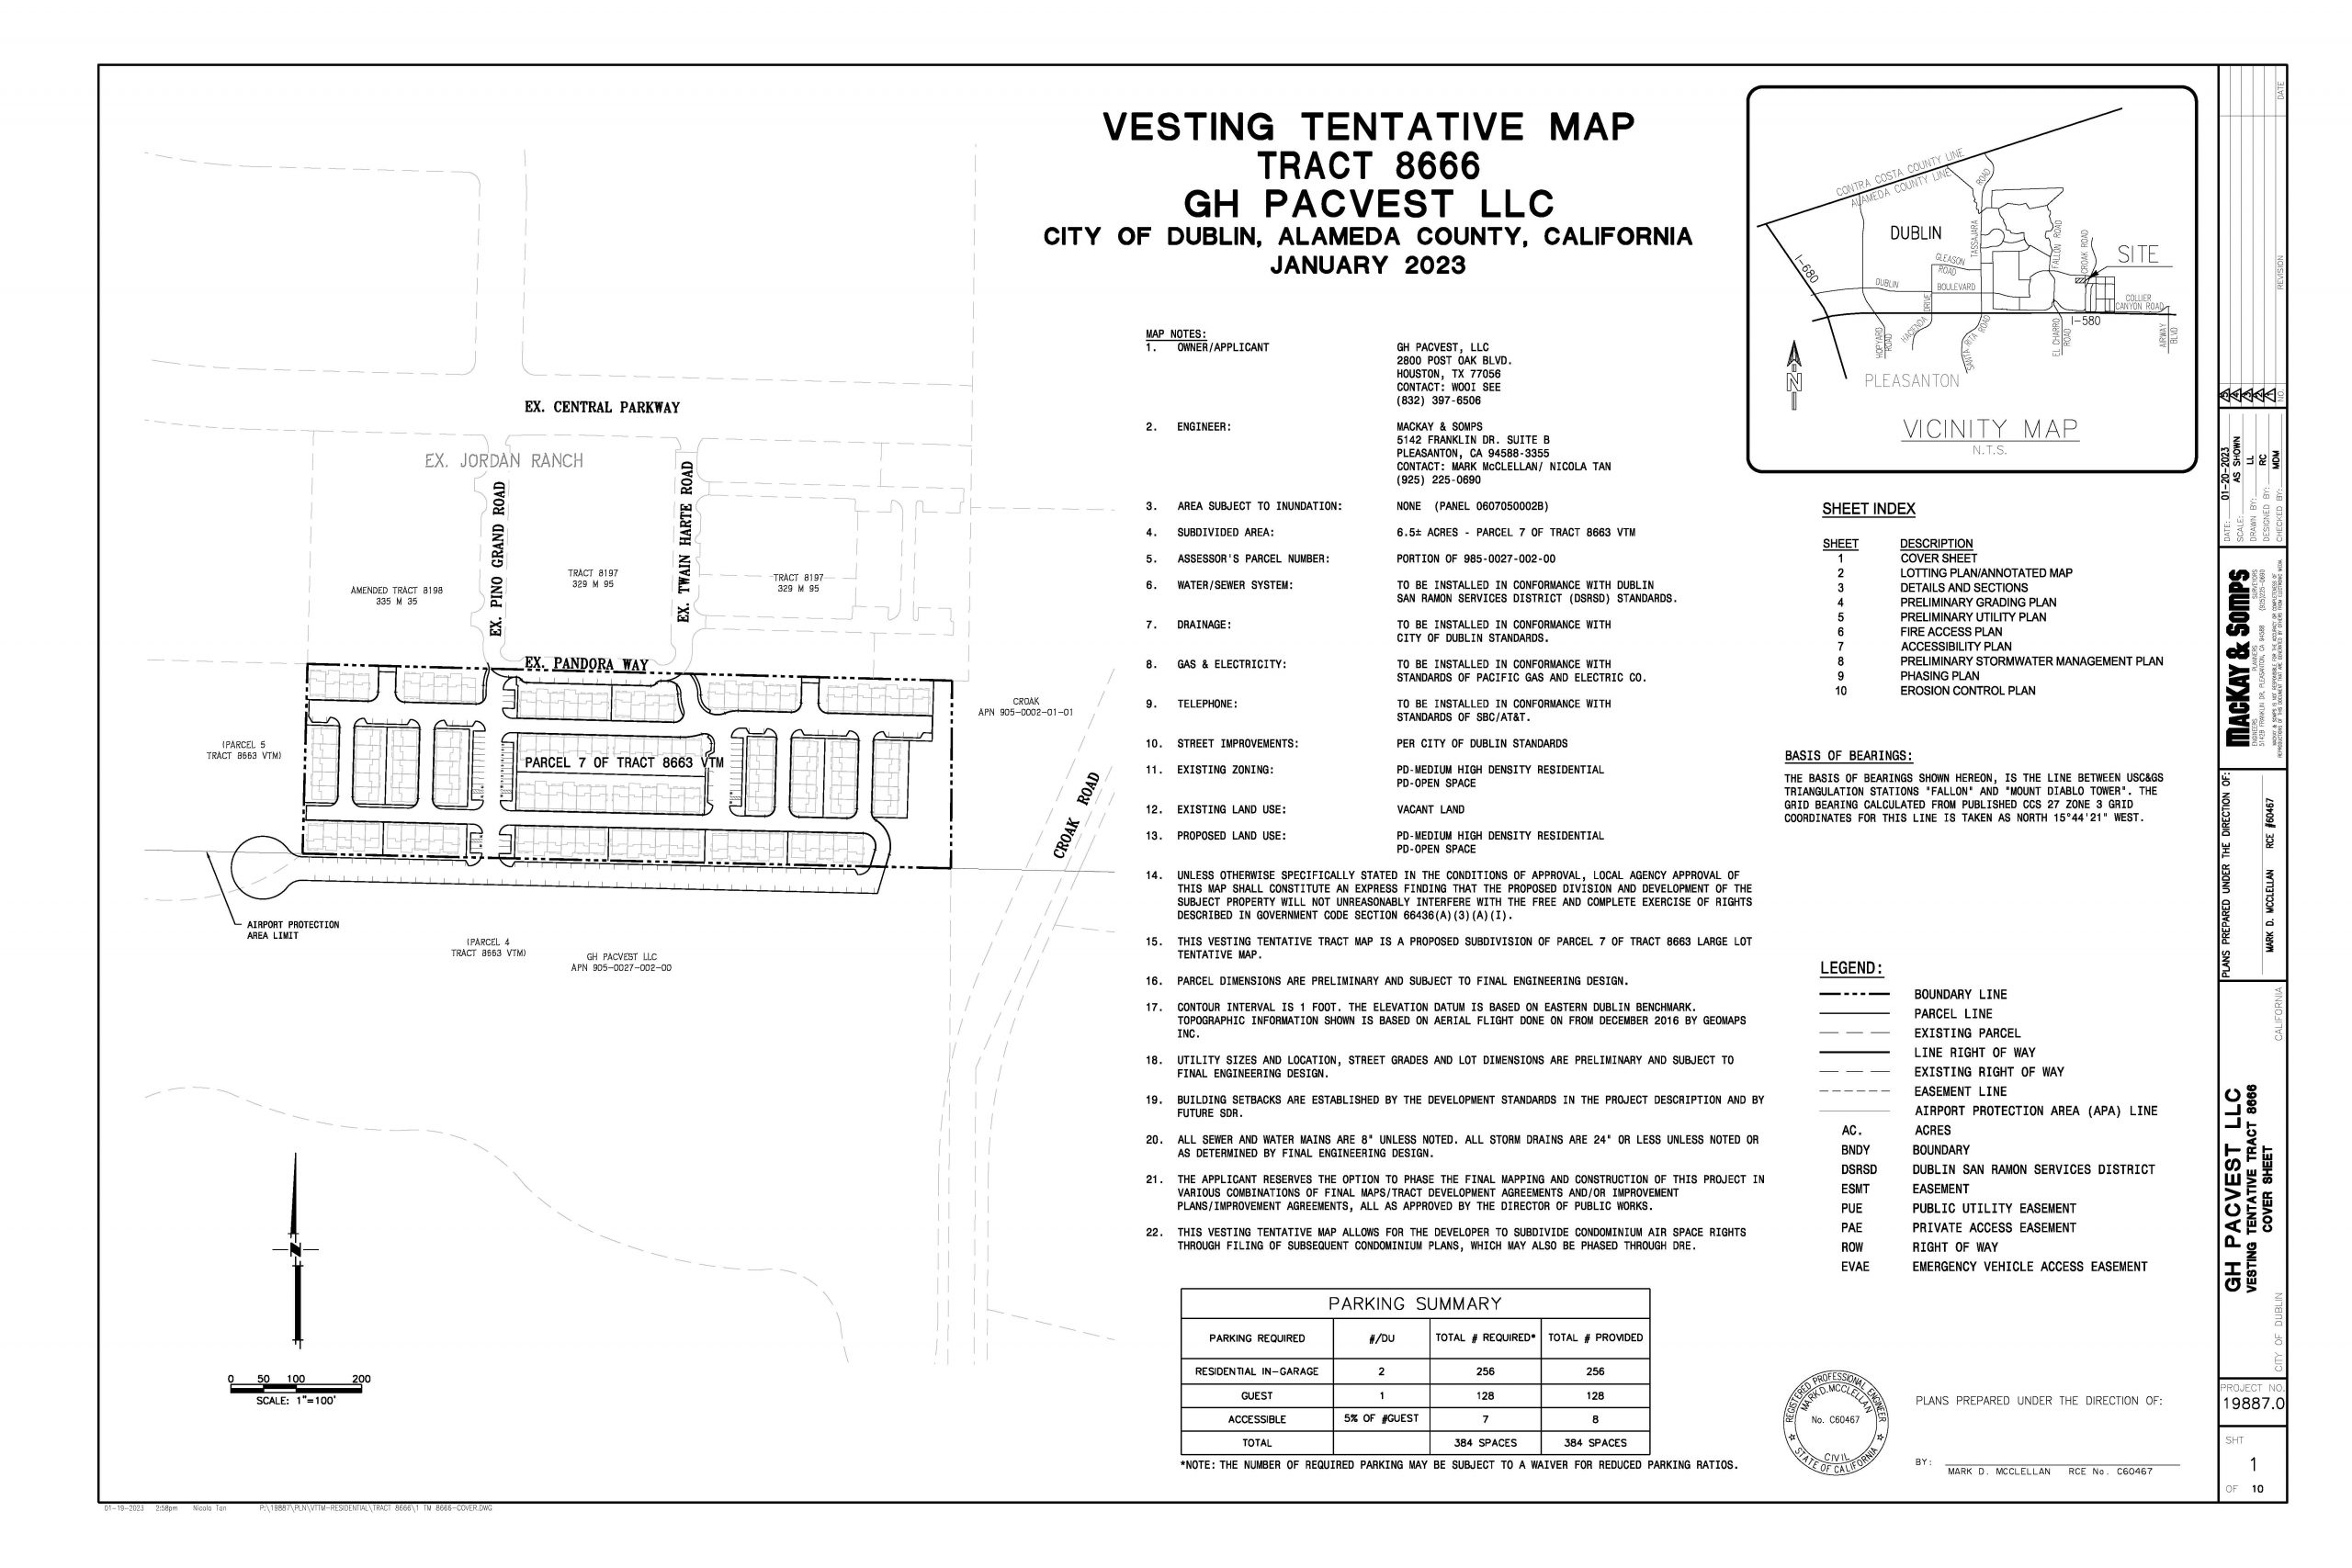 VESTING TENTATIVE MAP
TRACT 8666
GH PACVEST LLC
CITY OF DUBLIN, ALAMEDA COUNTY, CALIFORNIA
JANUARY 2023
EX. CENTRAL PARKWAY
EX. JORDAN RANCH
EX. PINO GRAND ROAD
EX. TWAIN HARTE ROAD
AMENDED TRACT 8198
335 M 35
TRACT 8197
329 M 95
TRACT 8197
329 M 95
EX. PANDORA WAY
CROAK
APN 905-0002-01-01
(PARCEL 5
TRACT 8663 VTM)
PARCEL 7 OF TRACT 8663 VTM
CROAK ROAD
AIRPORT PROTECTION
AREA LIMIT
(PARCEL 4
TRACT 8663 VTM)
GH PACVEST LLC
APN 905-0027-002-00
N
0 50 100 200
SCALE: 1"=100'
MAP NOTES:
1. OWNER/APPLICANT GH PACVEST, LLC
2800 POST OAK BLVD.
HOUSTON, TX 77056
CONTACT: WOOI SEE
(832) 397-6506
2. ENGINEER: MACKAY & SOMPS
5142 FRANKLIN DR. SUITE B
PLEASANTON, CA 94588-3355
CONTACT: MARK McCLELLAN/ NICOLA TAN
(925) 225-0690
3. AREA SUBJECT TO INUNDATION: NONE (PANEL 0607050002B)
4. SUBDIVIDED AREA: 6.5± ACRES - PARCEL 7 OF TRACT 8663 VTM
5. ASSESSOR'S PARCEL NUMBER: PORTION OF 985-0027-002-00
6. WATER/SEWER SYSTEM: TO BE INSTALLED IN CONFORMANCE WITH DUBLIN
SAN RAMON SERVICES DISTRICT (DSRSD) STANDARDS.
7. DRAINAGE: TO BE INSTALLED IN CONFORMANCE WITH
CITY OF DUBLIN STANDARDS.
8. GAS & ELECTRICITY: TO BE INSTALLED IN CONFORMANCE WITH
STANDARDS OF PACIFIC GAS AND ELECTRIC CO.
9. TELEPHONE: TO BE INSTALLED IN CONFORMANCE WITH
STANDARDS OF SBC/AT&T.
10. STREET IMPROVEMENTS: PER CITY OF DUBLIN STANDARDS
11. EXISTING ZONING: PD-MEDIUM HIGH DENSITY RESIDENTIAL
PD-OPEN SPACE
12. EXISTING LAND USE: VACANT LAND
13. PROPOSED LAND USE: PD-MEDIUM HIGH DENSITY RESIDENTIAL
PD-OPEN SPACE
14. UNLESS OTHERWISE SPECIFICALLY STATED IN THE CONDITIONS OF APPROVAL, LOCAL AGENCY APPROVAL OF
THIS MAP SHALL CONSTITUTE AN EXPRESS FINDING THAT THE PROPOSED DIVISION AND DEVELOPMENT OF THE
SUBJECT PROPERTY WILL NOT UNREASONABLY INTERFERE WITH THE FREE AND COMPLETE EXERCISE OF RIGHTS
DESCRIBED IN GOVERNMENT CODE SECTION 66436(A)(3)(A)(I).
15. THIS VESTING TENTATIVE TRACT MAP IS A PROPOSED SUBDIVISION OF PARCEL 7 OF TRACT 8663 LARGE LOT
TENTATIVE MAP.
16. PARCEL DIMENSIONS ARE PRELIMINARY AND SUBJECT TO FINAL ENGINEERING DESIGN.
17. CONTOUR INTERVAL IS 1 FOOT. THE ELEVATION DATUM IS BASED ON EASTERN DUBLIN BENCHMARK.
TOPOGRAPHIC INFORMATION SHOWN IS BASED ON AERIAL FLIGHT DONE ON FROM DECEMBER 2016 BY GEOMAPS
INC.
18. UTILITY SIZES AND LOCATION, STREET GRADES AND LOT DIMENSIONS ARE PRELIMINARY AND SUBJECT TO
FINAL ENGINEERING DESIGN.
19. BUILDING SETBACKS ARE ESTABLISHED BY THE DEVELOPMENT STANDARDS IN THE PROJECT DESCRIPTION AND BY
FUTURE SDR.
20. ALL SEWER AND WATER MAINS ARE 8" UNLESS NOTED. ALL STORM DRAINS ARE 24" OR LESS UNLESS NOTED OR
AS DETERMINED BY FINAL ENGINEERING DESIGN.
21. THE APPLICANT RESERVES THE OPTION TO PHASE THE FINAL MAPPING AND CONSTRUCTION OF THIS PROJECT IN
VARIOUS COMBINATIONS OF FINAL MAPS/TRACT DEVELOPMENT AGREEMENTS AND/OR IMPROVEMENT
PLANS/IMPROVEMENT AGREEMENTS, ALL AS APPROVED BY THE DIRECTOR OF PUBLIC WORKS.
22. THIS VESTING TENTATIVE MAP ALLOWS FOR THE DEVELOPER TO SUBDIVIDE CONDOMINIUM AIR SPACE RIGHTS
THROUGH FILING OF SUBSEQUENT CONDOMINIUM PLANS, WHICH MAY ALSO BE PHASED THROUGH DRE.
PARKING SUMMARY
PARKING REQUIRED #/DU TOTAL # REQUIRED* TOTAL # PROVIDED
RESIDENTIAL IN-GARAGE 2 256 256
GUEST 1 128 128
ACCESSIBLE 5% OF #GUEST 7 8
TOTAL 384 SPACES 384 SPACES
*NOTE: THE NUMBER OF REQUIRED PARKING MAY BE SUBJECT TO A WAIVER FOR REDUCED PARKING RATIOS.
CONTRA COSTA COUNTY LINE
ALAMEDA COUNTY LINE
DUBLIN
TASSAJARA
ROAD
FALLON ROAD
CROAK ROAD
SITE
I-680
GLEASON
ROAD
DUBLIN
BOULEVARD
COLLIER
CANYON ROAD
I-580
HOPYARD
ROAD
HACIENDA
DRIVE
SANTA RITA
ROAD
EL CHARRO
ROAD
AIRWAY
BLVD
N
PLEASANTON
VICINITY MAP
N.T.S.
SHEET INDEX
SHEET DESCRIPTION
1 COVER SHEET
2 LOTTING PLAN/ANNOTATED MAP
3 DETAILS AND SECTIONS
4 PRELIMINARY GRADING PLAN
5 PRELIMINARY UTILITY PLAN
6 FIRE ACCESS PLAN
7 ACCESSIBILITY PLAN
8 PRELIMINARY STORMWATER MANAGEMENT PLAN
9 PHASING PLAN
10 EROSION CONTROL PLAN
BASIS OF BEARINGS:
THE BASIS OF BEARINGS SHOWN HEREON, IS THE LINE BETWEEN USC&GS
TRIANGULATION STATIONS "FALLON" AND "MOUNT DIABLO TOWER". THE
GRID BEARING CALCULATED FROM PUBLISHED CCS 27 ZONE 3 GRID
COORDINATES FOR THIS LINE IS TAKEN AS NORTH 15°44'21" WEST.
LEGEND:
BOUNDARY LINE
PARCEL LINE
EXISTING PARCEL
LINE RIGHT OF WAY
EXISTING RIGHT OF WAY
EASEMENT LINE
AIRPORT PROTECTION AREA (APA) LINE
AC. ACRES
BNDY BOUNDARY
DSRSD DUBLIN SAN RAMON SERVICES DISTRICT
ESMT EASEMENT
PUE PUBLIC UTILITY EASEMENT
PAE PRIVATE ACCESS EASEMENT
ROW RIGHT OF WAY
EVAE EMERGENCY VEHICLE ACCESS EASEMENT
REGISTERED PROFESSIONAL ENGINEER
MARK D. MCCLELLAN
No. C60467
CIVIL
STATE OF CALIFORNIA
PLANS PREPARED UNDER THE DIRECTION OF:
BY:
MARK D. MCCLELLAN RCE No. C60467
DATE
REVISION
NO.
DATE: 01-20-2023
SCALE: AS SHOWN
DRAWN BY: LL
DESIGNED BY: RC
CHECKED BY: MDM
MACKAY & SOMPS
ENGINEERS PLANNERS SURVEYORS
5142B FRANKLIN DR, PLEASANTON, CA 94588 (925)225-0690
PLANS PREPARED UNDER THE DIRECTION OF:
MARK D. MCCLELLAN RCE #60467
GH PACVEST LLC
VESTING TENTATIVE TRACT 8666
COVER SHEET
CITY OF DUBLIN CALIFORNIA
PROJECT NO.
19887.0
SHT
1
OF 10
01-19-2023 2:58pm Nicola Tan P:\19887\PLN\VTTM-RESIDENTIAL\TRACT 8666\1 TM 8666-COVER.DWG